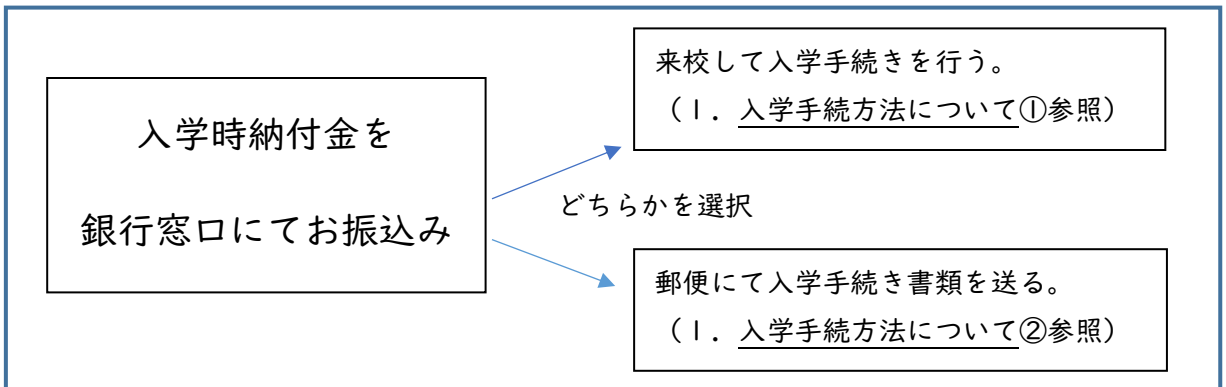 入学時納付金を
銀行窓口にてお振込み
どちらかを選択
来校して入学手続きを行う。
（1．入学手続方法について①参照）
郵便にて入学手続き書類を送る。
（1．入学手続方法について②参照）